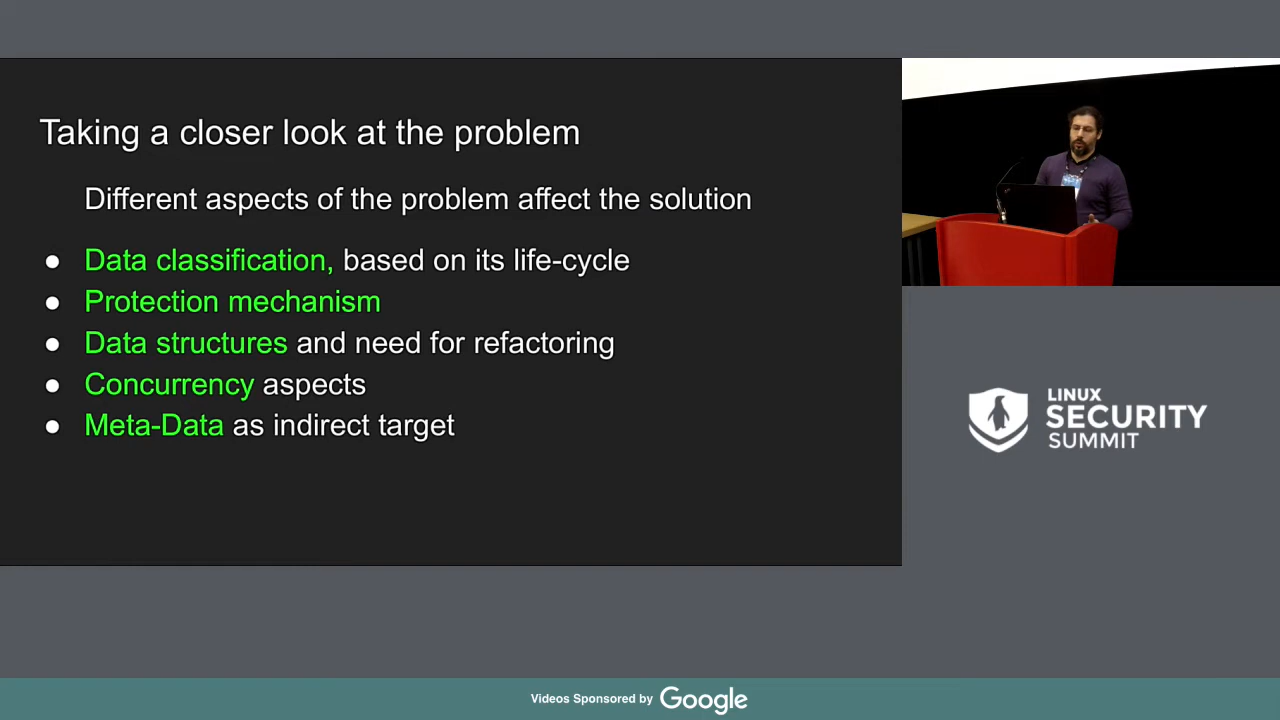 Taking a closer look at the problem
Different aspects of the problem affect the solution
● Data classification, based on its life-cycle
● Protection mechanism
● Data structures and need for refactoring
● Concurrency aspects
● Meta-Data as indirect target
LINUX
SECURITY
SUMMIT
Videos Sponsored by Google